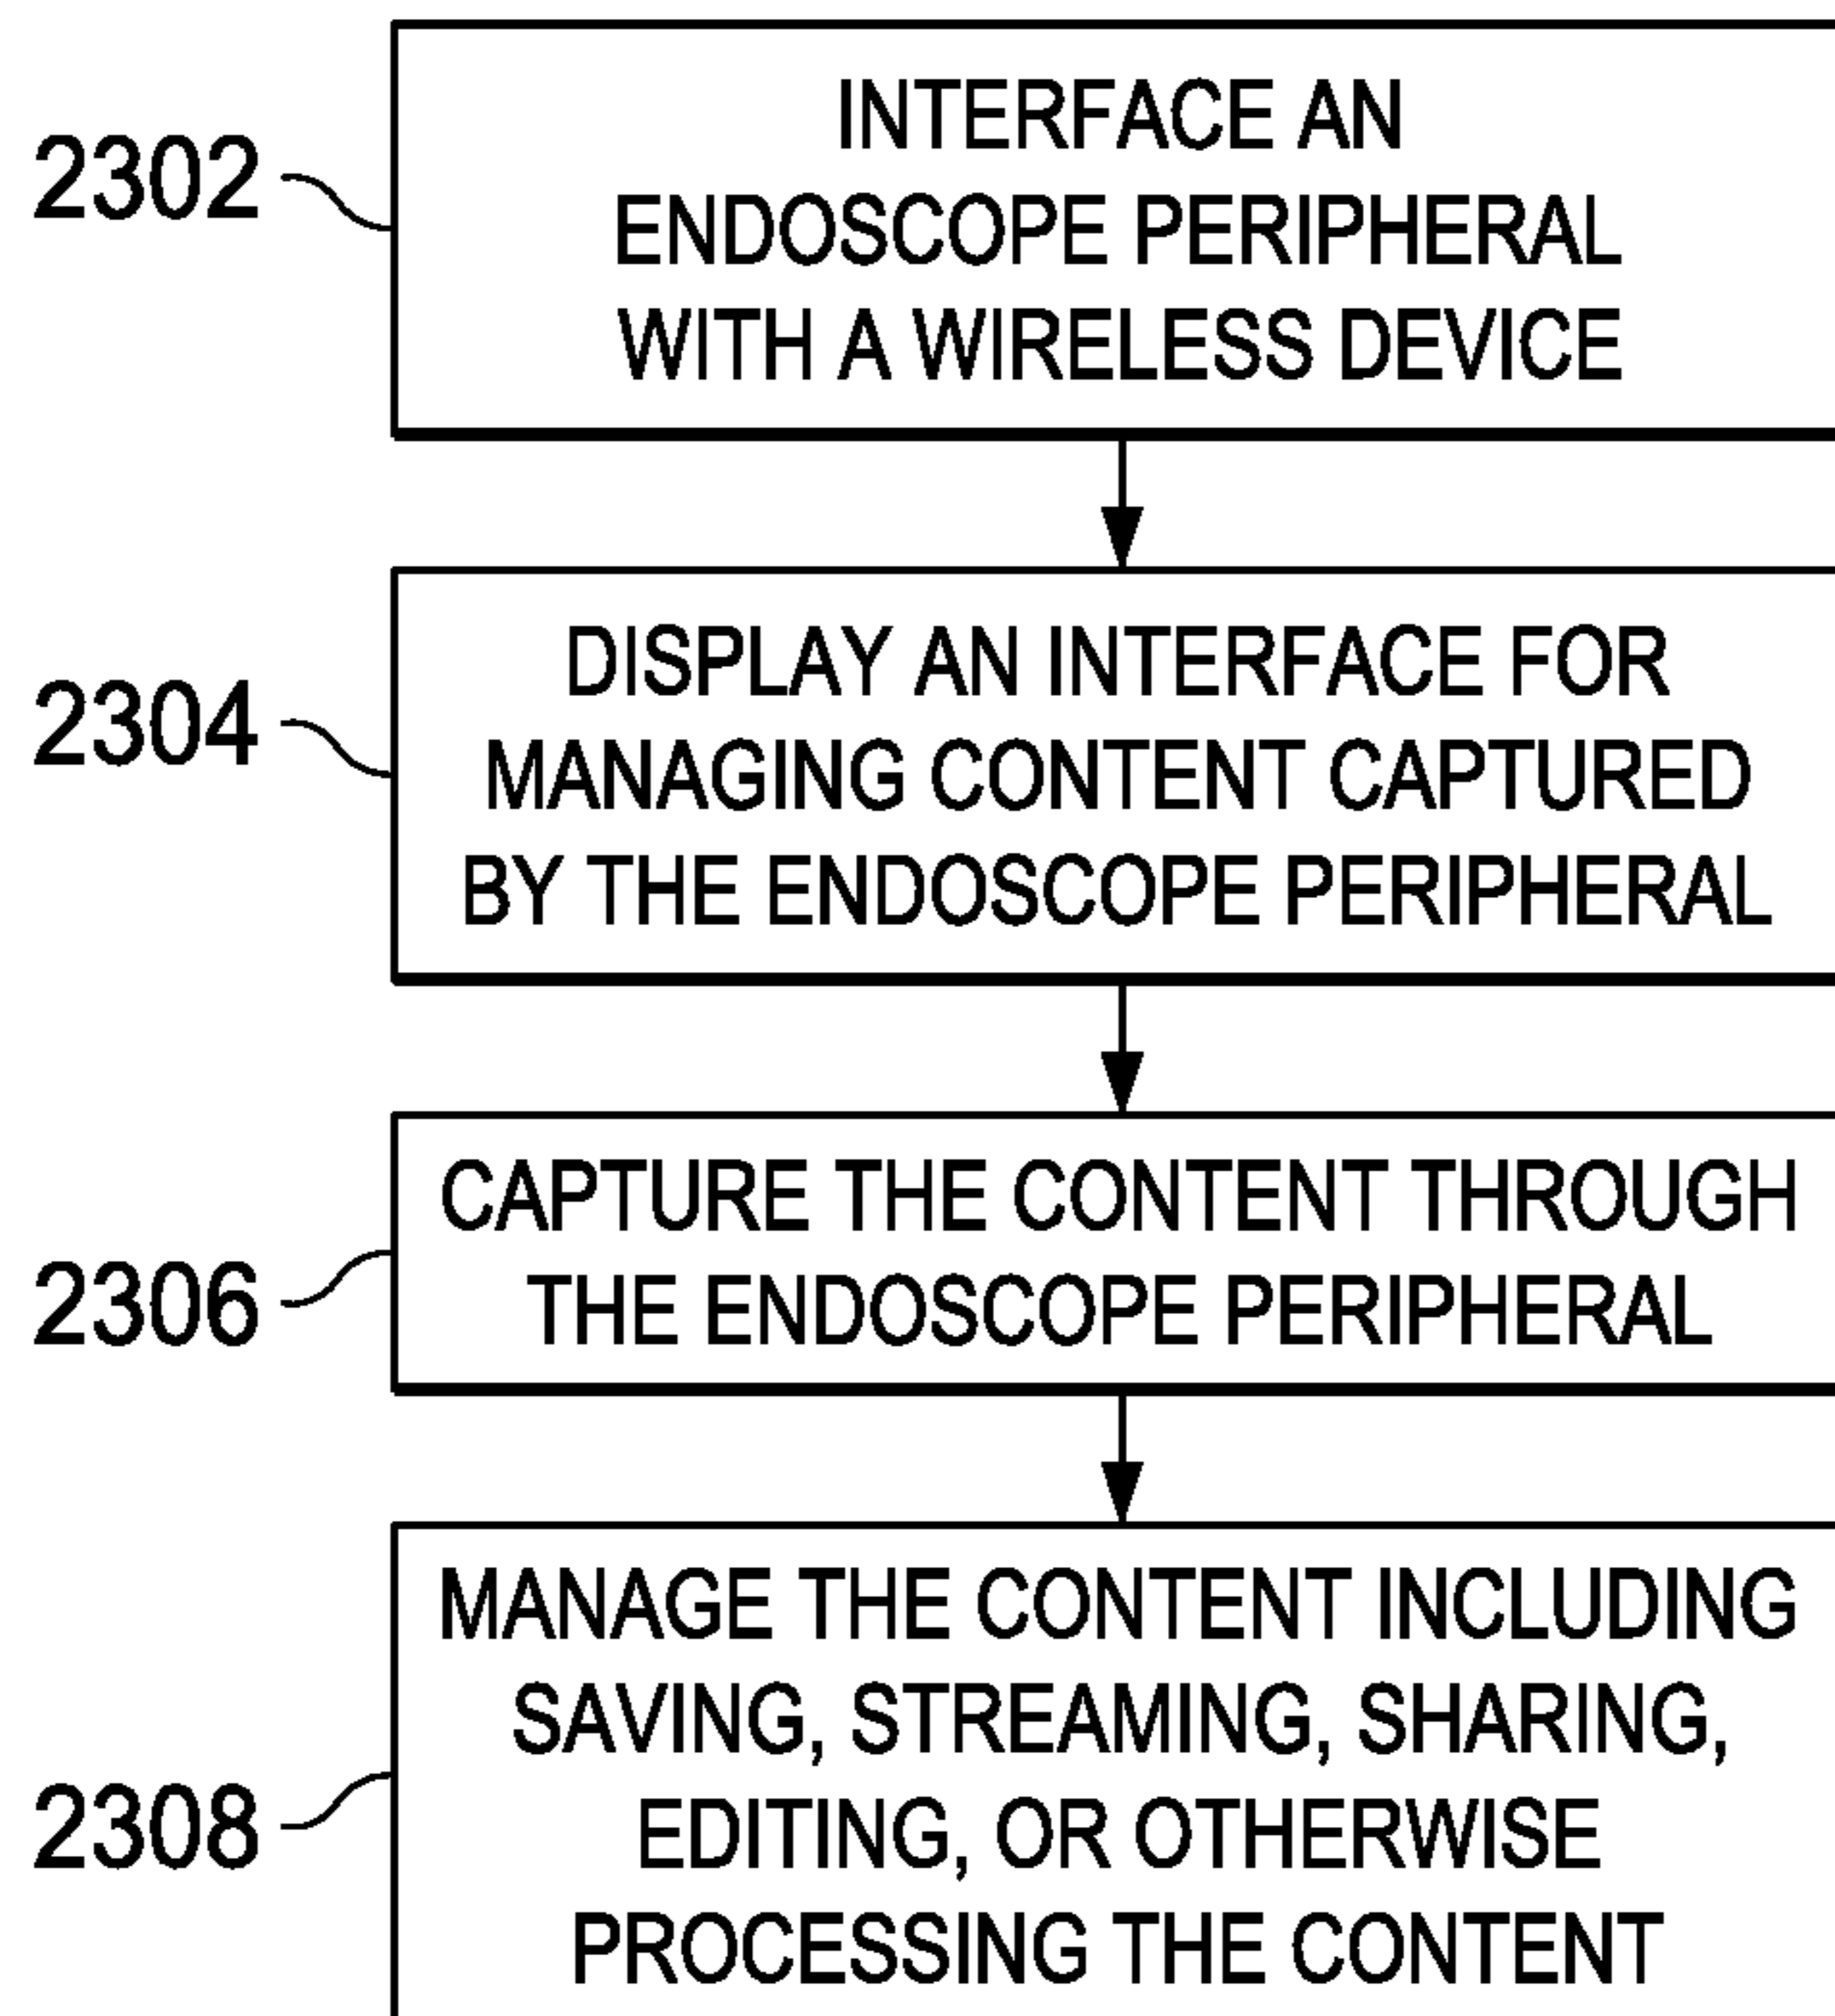 2302
INTERFACE AN
ENDOSCOPE PERIPHERAL
WITH A WIRELESS DEVICE
2304
DISPLAY AN INTERFACE FOR
MANAGING CONTENT CAPTURED
BY THE ENDOSCOPE PERIPHERAL
2306
CAPTURE THE CONTENT THROUGH
THE ENDOSCOPE PERIPHERAL
2308
MANAGE THE CONTENT INCLUDING
SAVING, STREAMING, SHARING,
EDITING, OR OTHERWISE
PROCESSING THE CONTENT